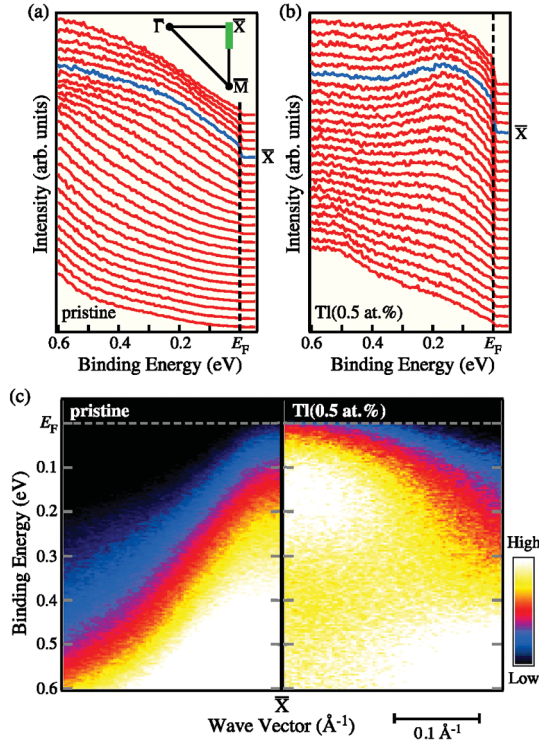 (a)
Γ̅
X̅
M̅
Intensity (arb. units)
X̅
pristine
0.6
0.4
0.2
E_F
Binding Energy (eV)
(b)
Intensity (arb. units)
X̅
Tl(0.5 at.%)
0.6
0.4
0.2
E_F
Binding Energy (eV)
(c)
pristine
Tl(0.5 at.%)
E_F
0.1
0.2
0.3
0.4
0.5
0.6
Binding Energy (eV)
X̅
Wave Vector (Å⁻¹)
0.1 Å⁻¹
High
Low